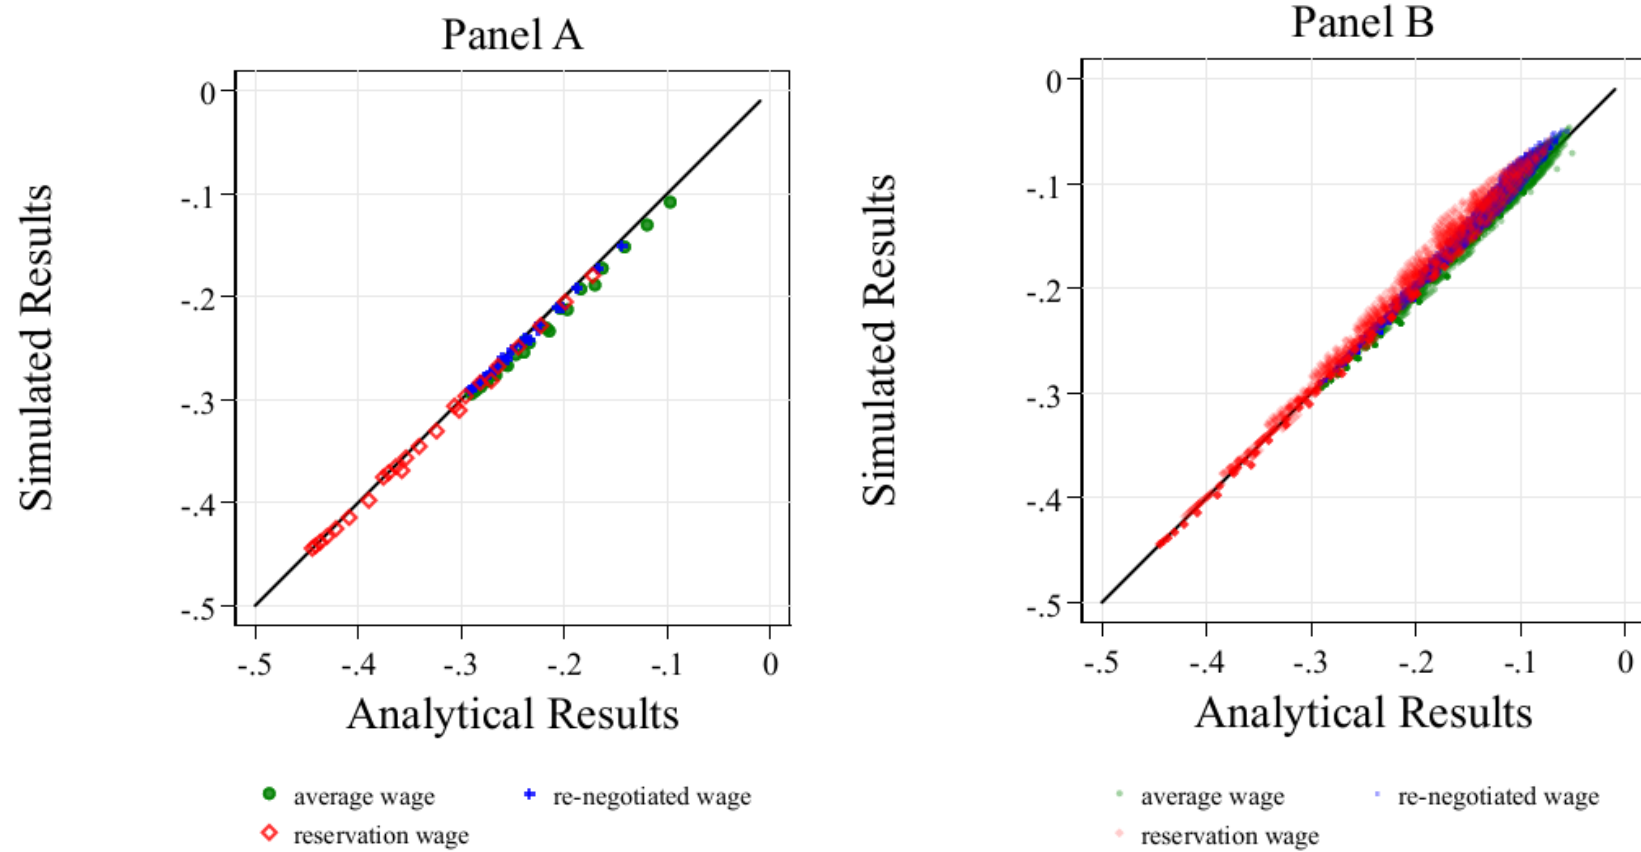 Panel A
Simulated Results
0
-.1
-.2
-.3
-.4
-.5
-.5 -.4 -.3 -.2 -.1 0
Analytical Results
average wage re-negotiated wage
reservation wage
Panel B
Simulated Results
0
-.1
-.2
-.3
-.4
-.5
-.5 -.4 -.3 -.2 -.1 0
Analytical Results
average wage re-negotiated wage
reservation wage